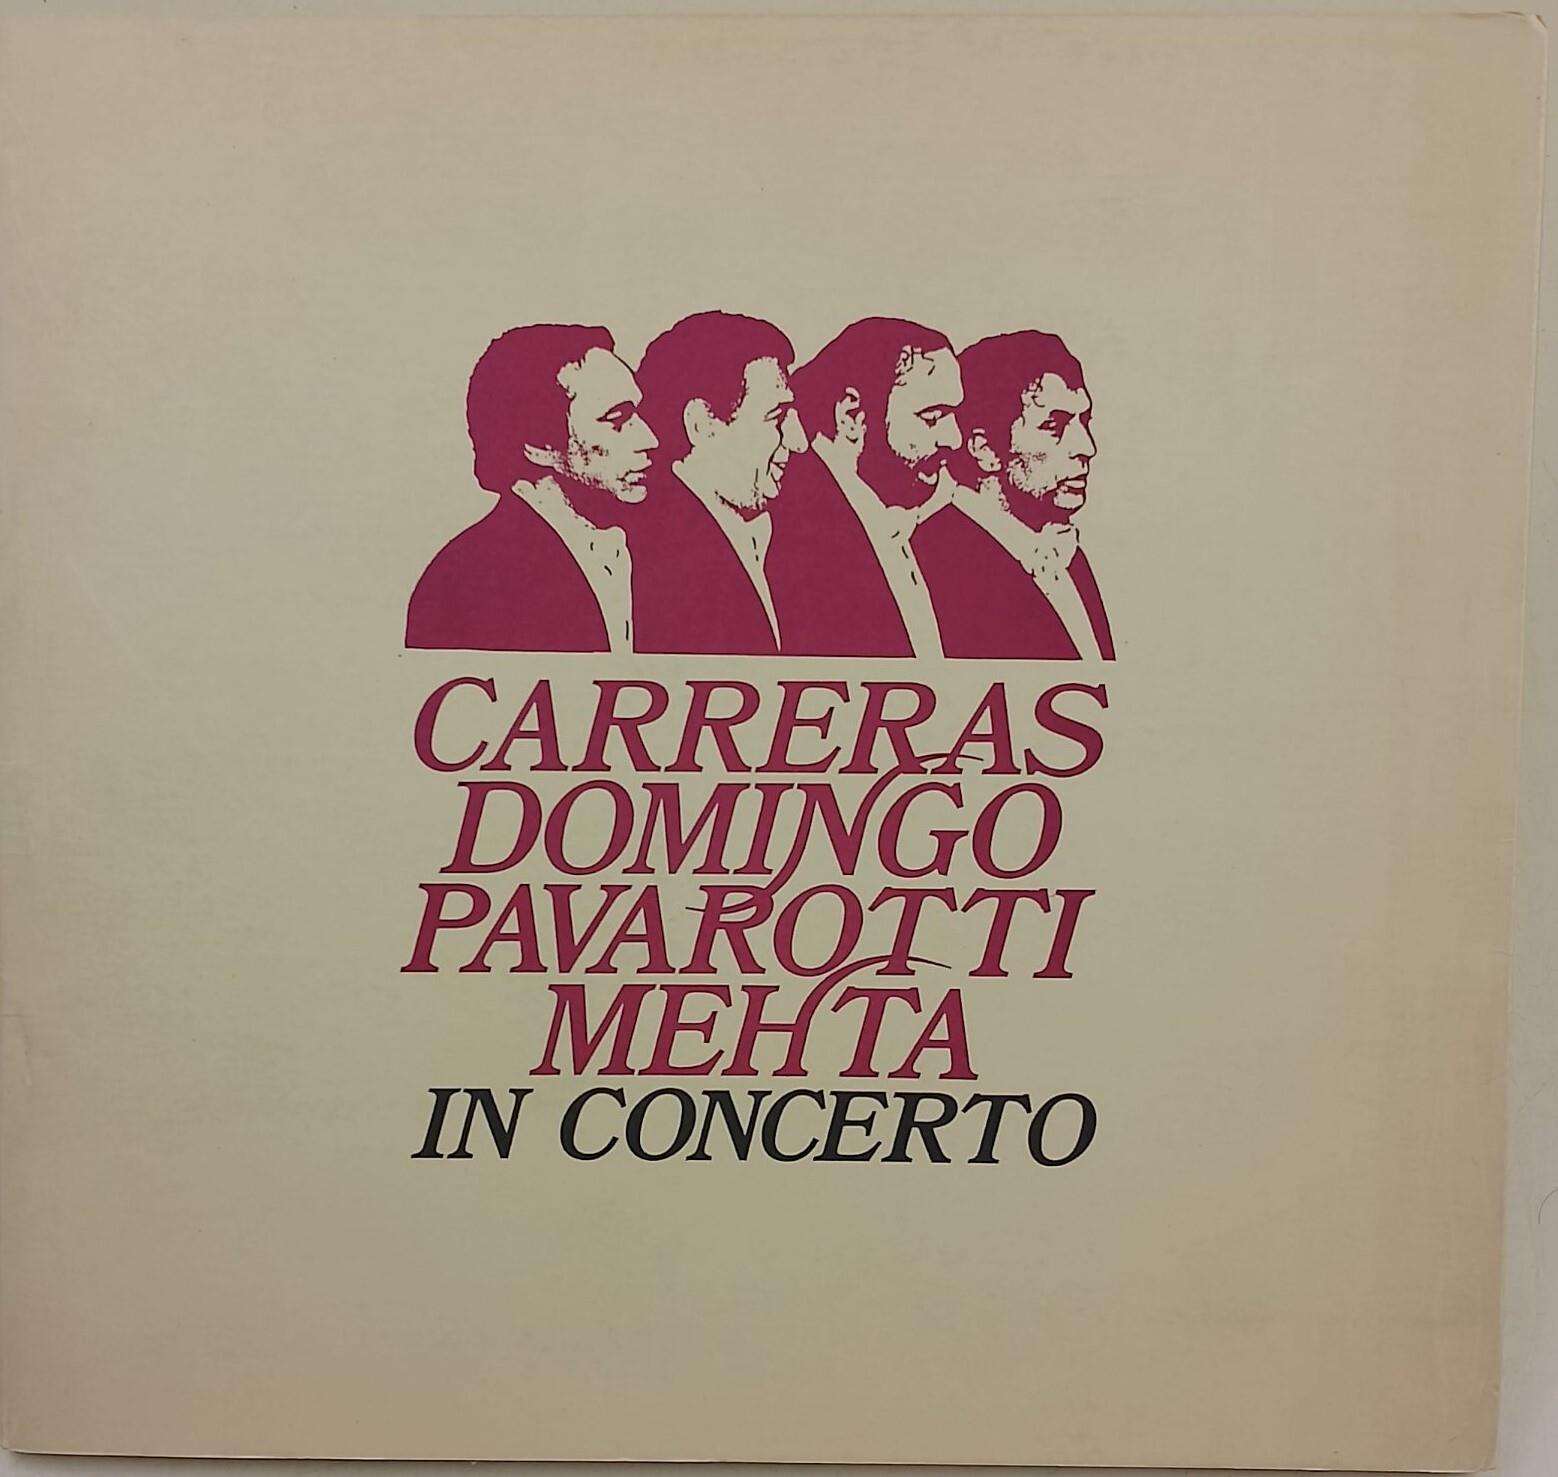 CARRERAS
DOMINGO
PAVAROTTI
MEHTA
IN CONCERTO